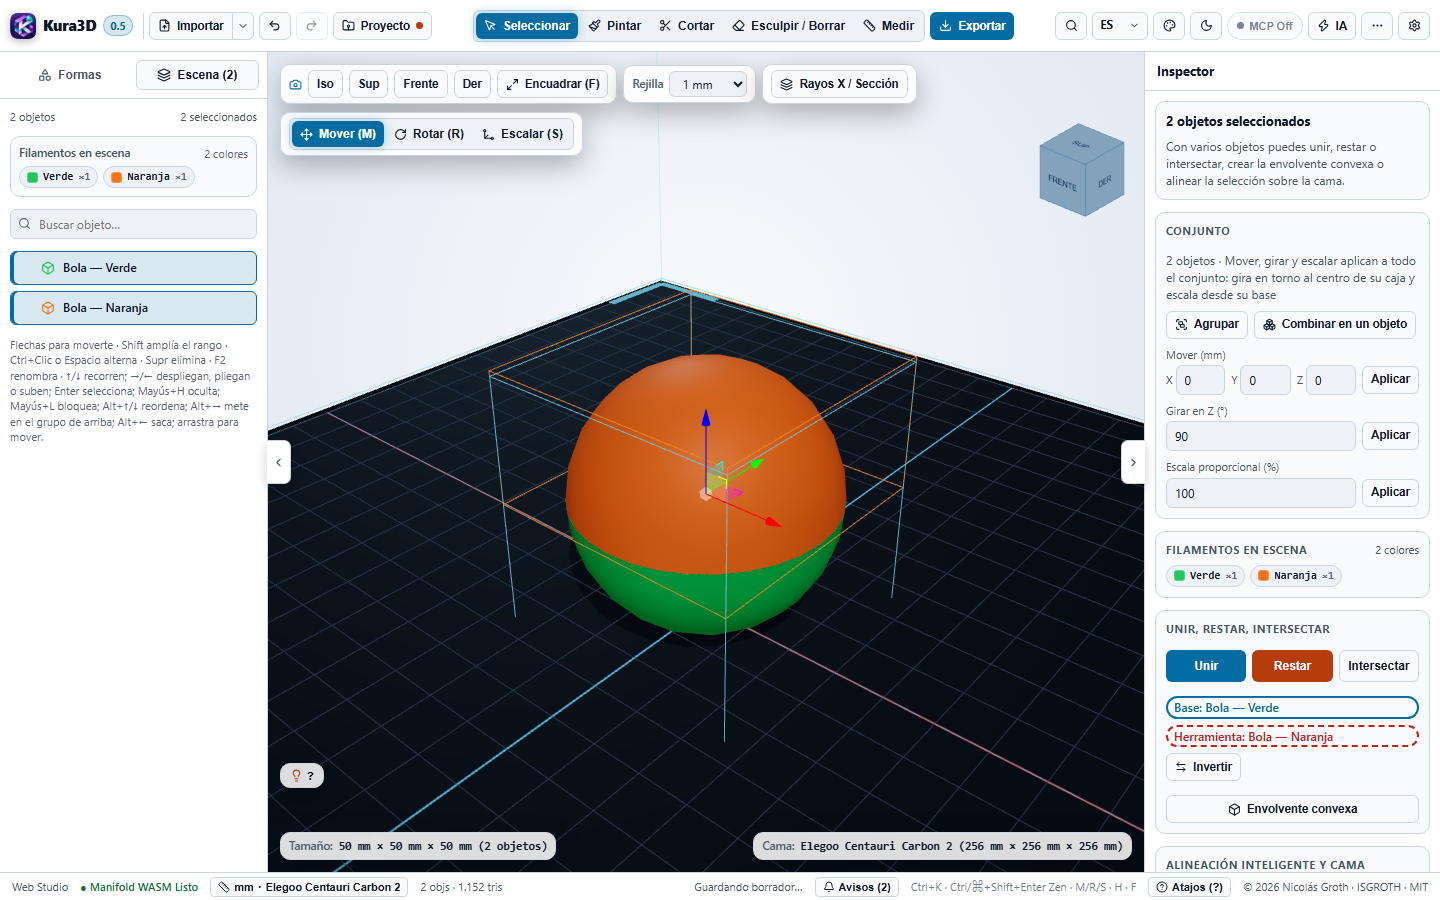 Kura3D 0.5 Importar Proyecto Seleccionar Pintar Cortar Esculpir / Borrar Medir Exportar ES MCP Off IA
Formas Escena (2)
2 objetos 2 seleccionados
Filamentos en escena 2 colores
Verde ×1 Naranja ×1
Buscar objeto...
Bola — Verde
Bola — Naranja
Flechas para moverte · Shift amplía el rango ·
Ctrl+Clic o Espacio alterna · Supr elimina · F2
renombra · ↑/↓ recorren; →/← despliegan, pliegan
o suben; Enter selecciona; Mayús+H oculta;
Mayús+L bloquea; Alt+↑/↓ reordena; Alt+→ mete
en el grupo de arriba; Alt+← saca; arrastra para
mover.
Iso Sup Frente Der Encuadrar (F) Rejilla 1 mm Rayos X / Sección
Mover (M) Rotar (R) Escalar (S)
SUP
FRENTE DER
?
Tamaño: 50 mm × 50 mm × 50 mm (2 objetos)
Cama: Elegoo Centauri Carbon 2 (256 mm × 256 mm × 256 mm)
Inspector
2 objetos seleccionados
Con varios objetos puedes unir, restar o
intersectar, crear la envolvente convexa o
alinear la selección sobre la cama.
CONJUNTO
2 objetos · Mover, girar y escalar aplican a todo
el conjunto: gira en torno al centro de su caja y
escala desde su base
Agrupar Combinar en un objeto
Mover (mm)
X 0 Y 0 Z 0 Aplicar
Girar en Z (°)
90 Aplicar
Escala proporcional (%)
100 Aplicar
FILAMENTOS EN ESCENA 2 colores
Verde ×1 Naranja ×1
UNIR, RESTAR, INTERSECTAR
Unir Restar Intersectar
Base: Bola — Verde
Herramienta: Bola — Naranja
Invertir
Envolvente convexa
ALINEACIÓN INTELIGENTE Y CAMA
Web Studio ● Manifold WASM Listo mm · Elegoo Centauri Carbon 2 2 objs · 1.152 tris Guardando borrador... Avisos (2) Ctrl+K · Ctrl/⌘+Shift+Enter Zen · M/R/S · H · F Atajos (?) © 2026 Nicolás Groth · ISGROTH · MIT